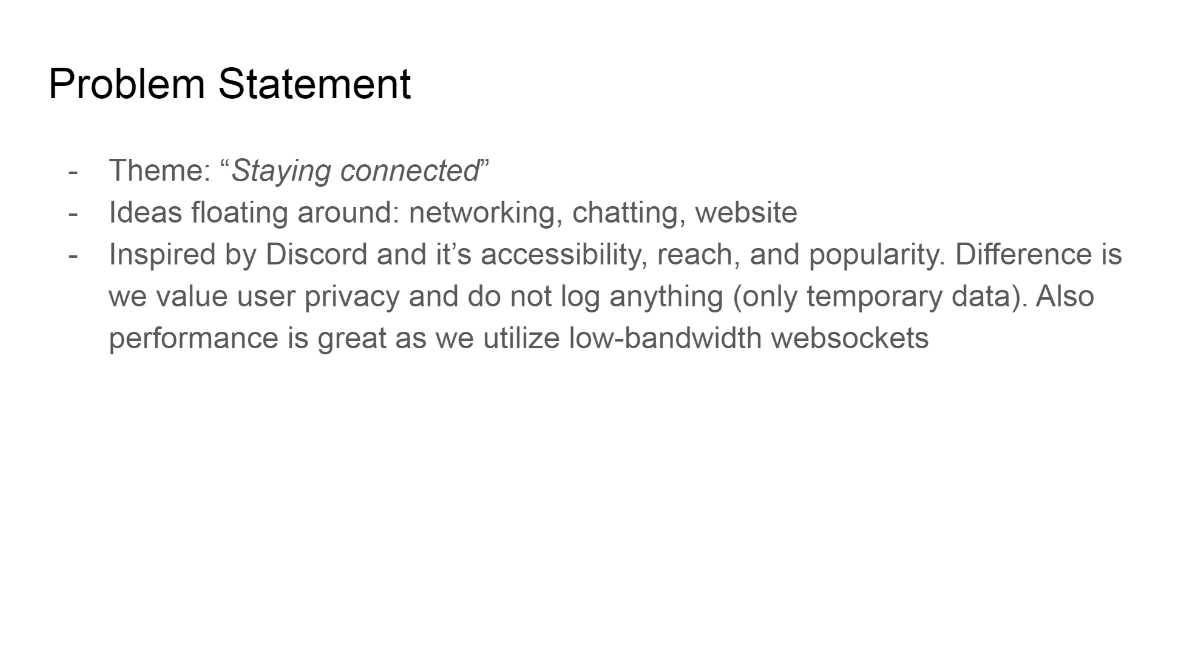 Problem Statement
- Theme: “Staying connected”
- Ideas floating around: networking, chatting, website
- Inspired by Discord and it’s accessibility, reach, and popularity. Difference is
we value user privacy and do not log anything (only temporary data). Also
performance is great as we utilize low-bandwidth websockets